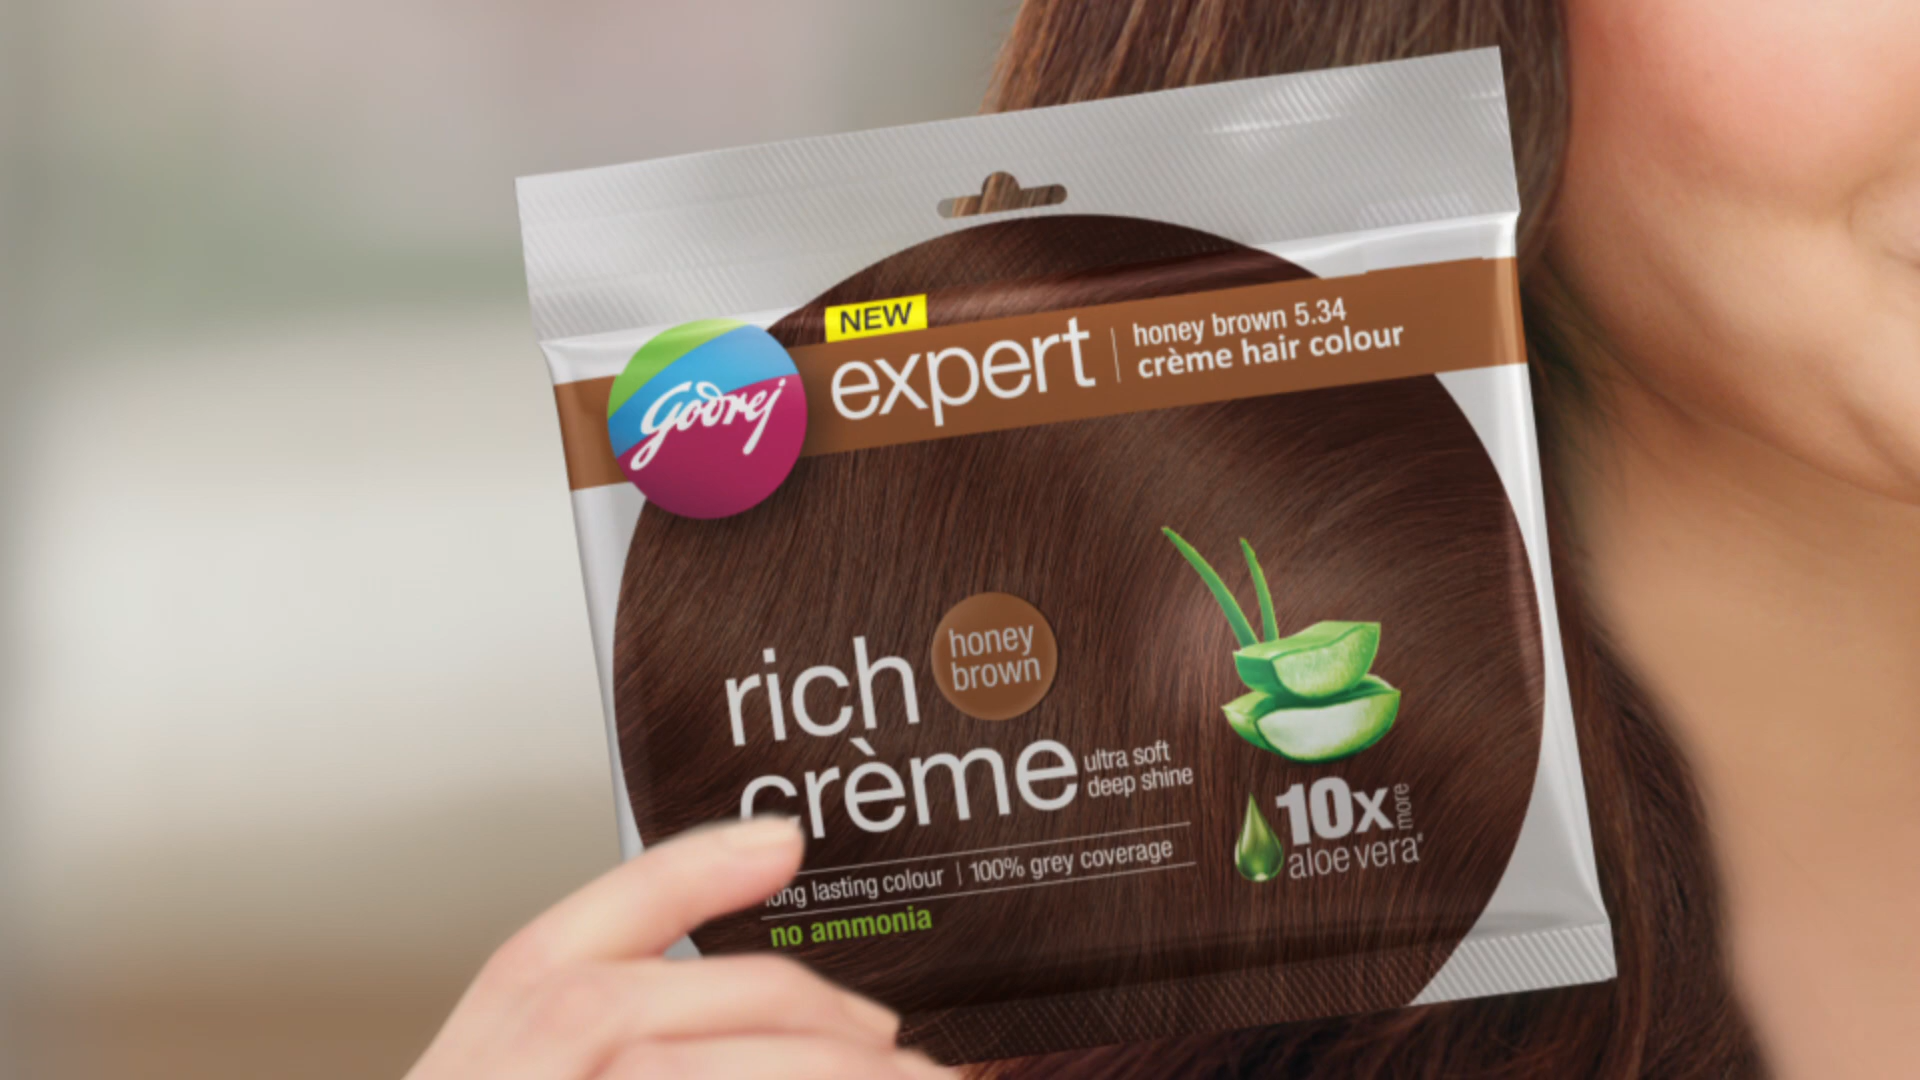 NEW
Godrej
expert
honey brown 5.34
crème hair colour
rich
honey
brown
crème
ultra soft
deep shine
long lasting colour | 100% grey coverage
no ammonia
10x
more
aloe vera*